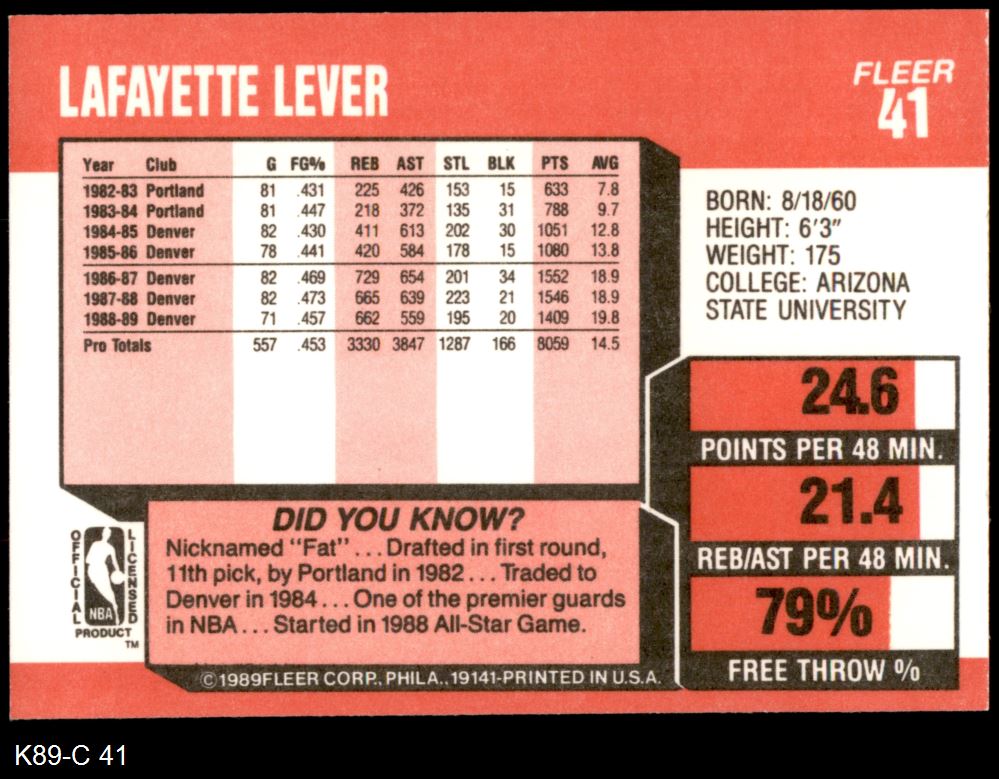 LAFAYETTE LEVER
FLEER
41
Year Club G FG% REB AST STL BLK PTS AVG
1982-83 Portland 81 .431 225 426 153 15 633 7.8
1983-84 Portland 81 .447 218 372 135 31 788 9.7
1984-85 Denver 82 .430 411 613 202 30 1051 12.8
1985-86 Denver 78 .441 420 584 178 15 1080 13.8
1986-87 Denver 82 .469 729 654 201 34 1552 18.9
1987-88 Denver 82 .473 665 639 223 21 1546 18.9
1988-89 Denver 71 .457 662 559 195 20 1409 19.8
Pro Totals 557 .453 3330 3847 1287 166 8059 14.5
BORN: 8/18/60
HEIGHT: 6'3"
WEIGHT: 175
COLLEGE: ARIZONA
STATE UNIVERSITY
24.6
POINTS PER 48 MIN.
21.4
REB/AST PER 48 MIN.
79%
FREE THROW %
DID YOU KNOW?
Nicknamed "Fat" ... Drafted in first round,
11th pick, by Portland in 1982 ... Traded to
Denver in 1984 ... One of the premier guards
in NBA ... Started in 1988 All-Star Game.
OFFICIAL
LICENSED
NBA
PRODUCT
TM
©1989 FLEER CORP., PHILA., 19141-PRINTED IN U.S.A.
K89-C 41